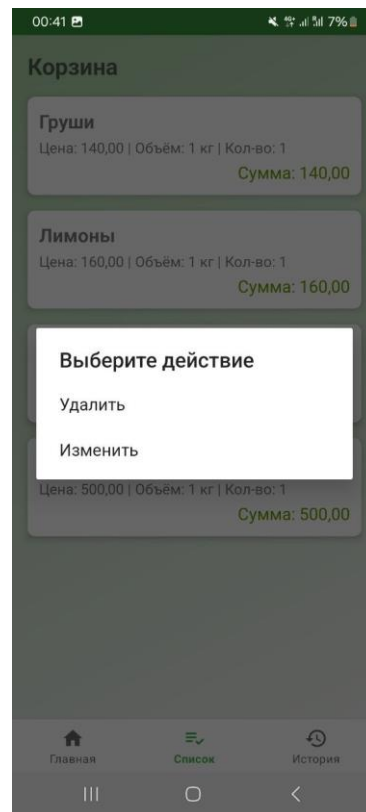 00:41 7%
Корзина
Груши
Цена: 140,00 | Объём: 1 кг | Кол-во: 1
Сумма: 140,00
Лимоны
Цена: 160,00 | Объём: 1 кг | Кол-во: 1
Сумма: 160,00
Выберите действие
Удалить
Изменить
Цена: 500,00 | Объём: 1 кг | Кол-во: 1
Сумма: 500,00
Главная Список История